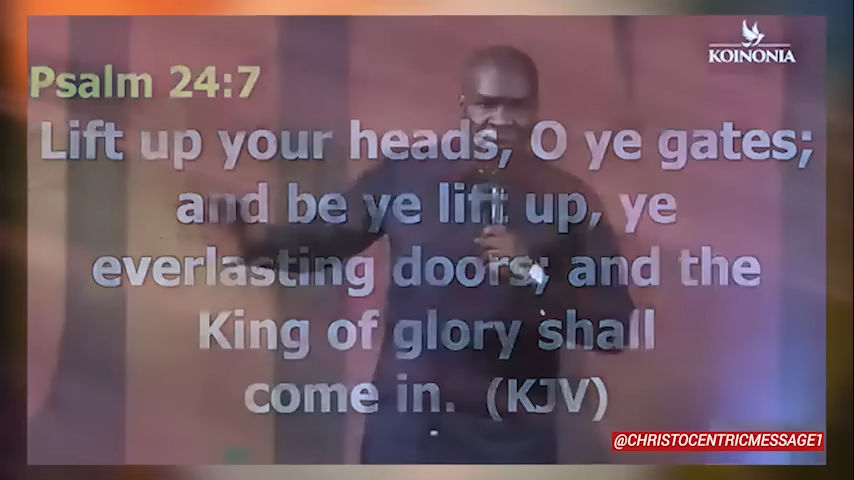 KOINONIA
Psalm 24:7
Lift up your heads, O ye gates;
and be ye lift up, ye
everlasting doors; and the
King of glory shall
come in. (KJV)
@CHRISTOCENTRICMESSAGE1